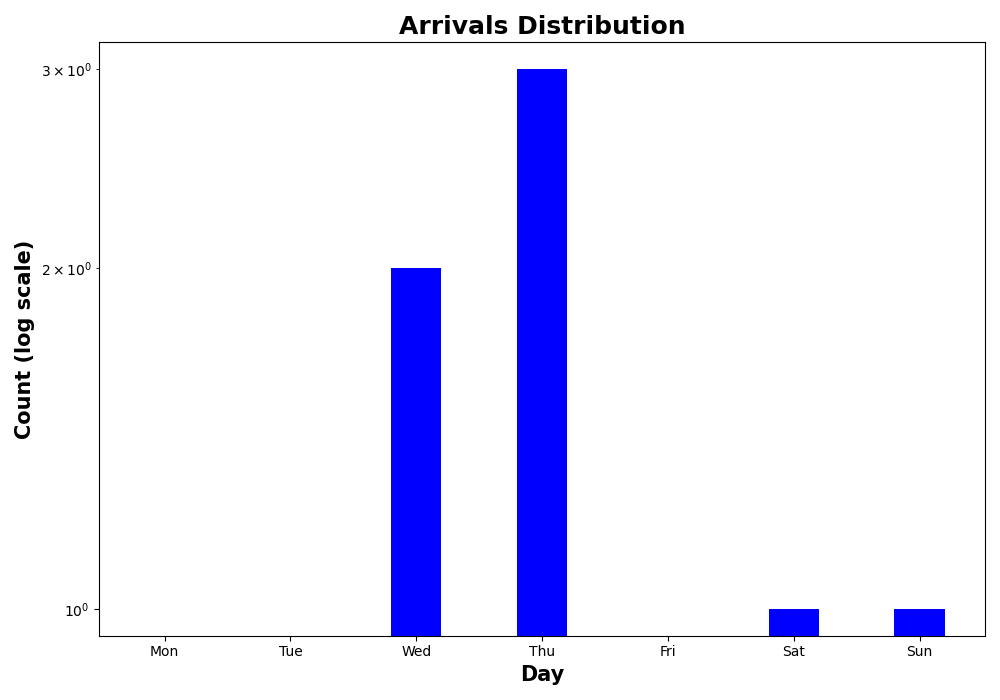 Arrivals Distribution
3 × 10⁰
2 × 10⁰
10⁰
Count (log scale)
Mon Tue Wed Thu Fri Sat Sun
Day